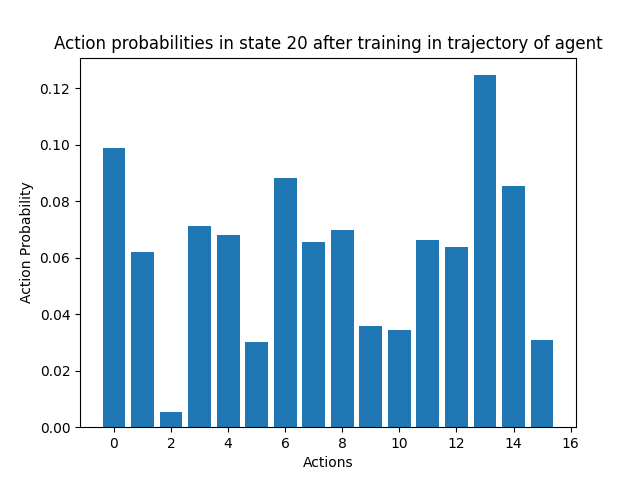 Action probabilities in state 20 after training in trajectory of agent
0.12
0.10
0.08
0.06
0.04
0.02
0.00
Action Probability
0 2 4 6 8 10 12 14 16
Actions